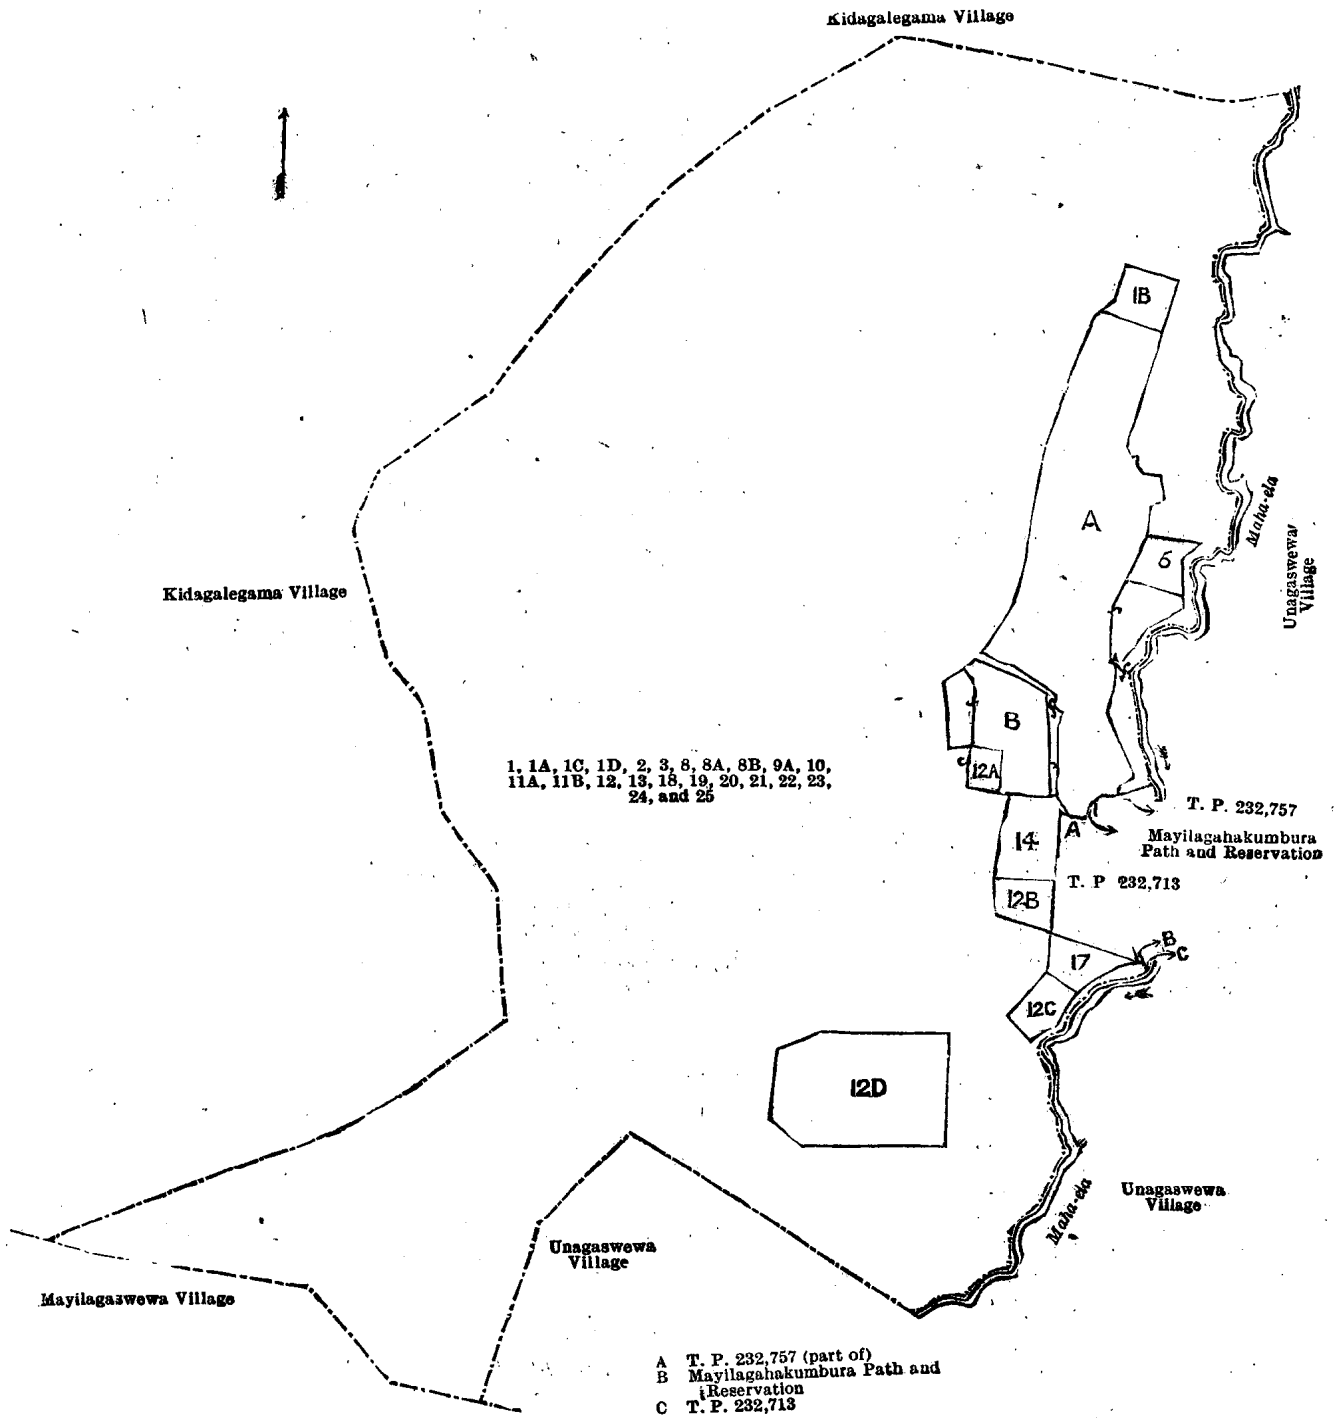 Kidagalegama Village
1B
A
Maha-ela
Unagaswewa
Village
6
Kidagalegama Village
B
12A
1, 1A, 1C, 1D, 2, 3, 8, 8A, 8B, 9A, 10,
11A, 11B, 12, 13, 18, 19, 20, 21, 22, 23,
24, and 25
T. P. 232,757
A
Mayilagahakumbura
Path and Reservation
14
T. P 232,713
12B
B
C
17
12C
12D
Unagaswewa
Village
Maha-ela
Unagaswewa
Village
Mayilagaswewa Village
A T. P. 232,757 (part of)
B Mayilagahakumbura Path and
Reservation
C T. P. 232,713